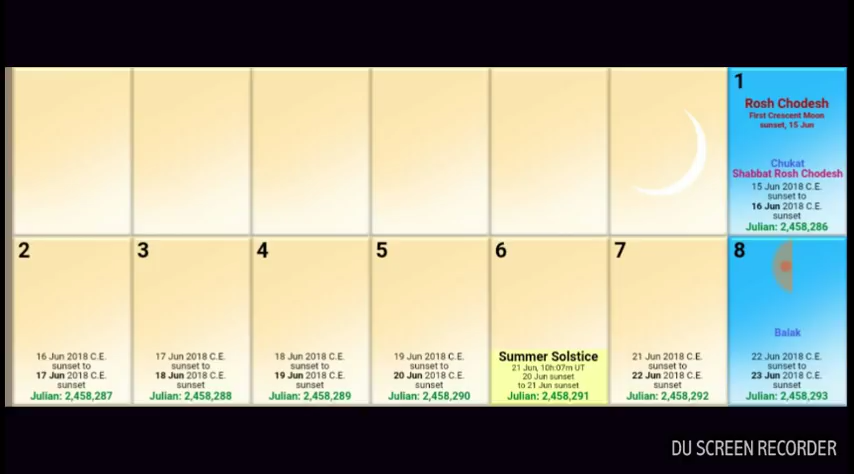 1
Rosh Chodesh
First Crescent Moon
sunset, 15 Jun
Chukat
Shabbat Rosh Chodesh
15 Jun 2018 C.E.
sunset to
16 Jun 2018 C.E.
sunset
Julian: 2,458,286
2
16 Jun 2018 C.E.
sunset to
17 Jun 2018 C.E.
sunset
Julian: 2,458,287
3
17 Jun 2018 C.E.
sunset to
18 Jun 2018 C.E.
sunset
Julian: 2,458,288
4
18 Jun 2018 C.E.
sunset to
19 Jun 2018 C.E.
sunset
Julian: 2,458,289
5
19 Jun 2018 C.E.
sunset to
20 Jun 2018 C.E.
sunset
Julian: 2,458,290
6
Summer Solstice
21 Jun, 10h:07m UT
20 Jun sunset
to 21 Jun sunset
Julian: 2,458,291
7
21 Jun 2018 C.E.
sunset to
22 Jun 2018 C.E.
sunset
Julian: 2,458,292
8
Balak
22 Jun 2018 C.E.
sunset to
23 Jun 2018 C.E.
sunset
Julian: 2,458,293
DU SCREEN RECORDER